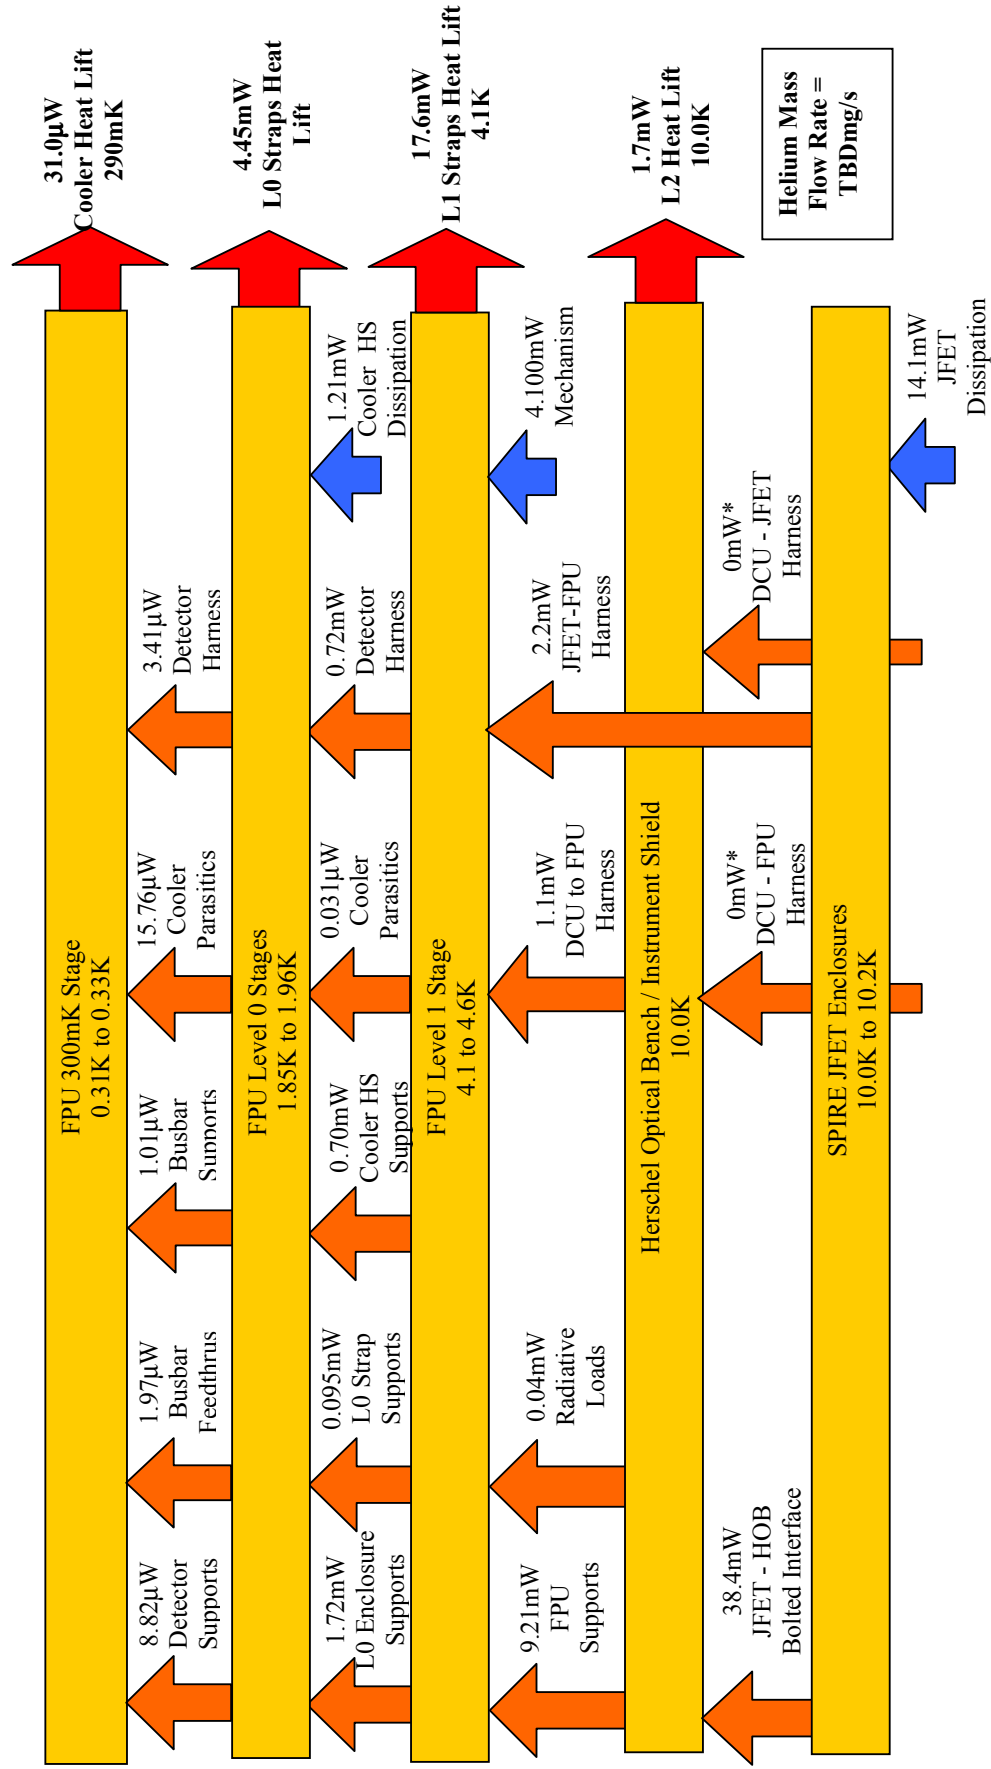 8.82µW
Detector
Supports
1.97µW
Busbar
Feedthrus
1.01µW
Busbar
Supports
15.76µW
Cooler
Parasitics
3.41µW
Detector
Harness
31.0µW
Cooler Heat Lift
290mK
FPU 300mK Stage
0.31K to 0.33K
1.72mW
L0 Enclosure
Supports
0.095mW
L0 Strap
Supports
0.70mW
Cooler HS
Supports
0.031µW
Cooler
Parasitics
0.72mW
Detector
Harness
1.21mW
Cooler HS
Dissipation
4.45mW
L0 Straps Heat
Lift
FPU Level 0 Stages
1.85K to 1.96K
9.21mW
FPU
Supports
0.04mW
Radiative
Loads
1.1mW
DCU to FPU
Harness
2.2mW
JFET-FPU
Harness
4.100mW
Mechanism
17.6mW
L1 Straps Heat Lift
4.1K
FPU Level 1 Stage
4.1 to 4.6K
38.4mW
JFET - HOB
Bolted Interface
0mW*
DCU - FPU
Harness
0mW*
DCU - JFET
Harness
1.7mW
L2 Heat Lift
10.0K
Herschel Optical Bench / Instrument Shield
10.0K
SPIRE JFET Enclosures
10.0K to 10.2K
14.1mW
JFET
Dissipation
Helium Mass
Flow Rate =
TBDmg/s